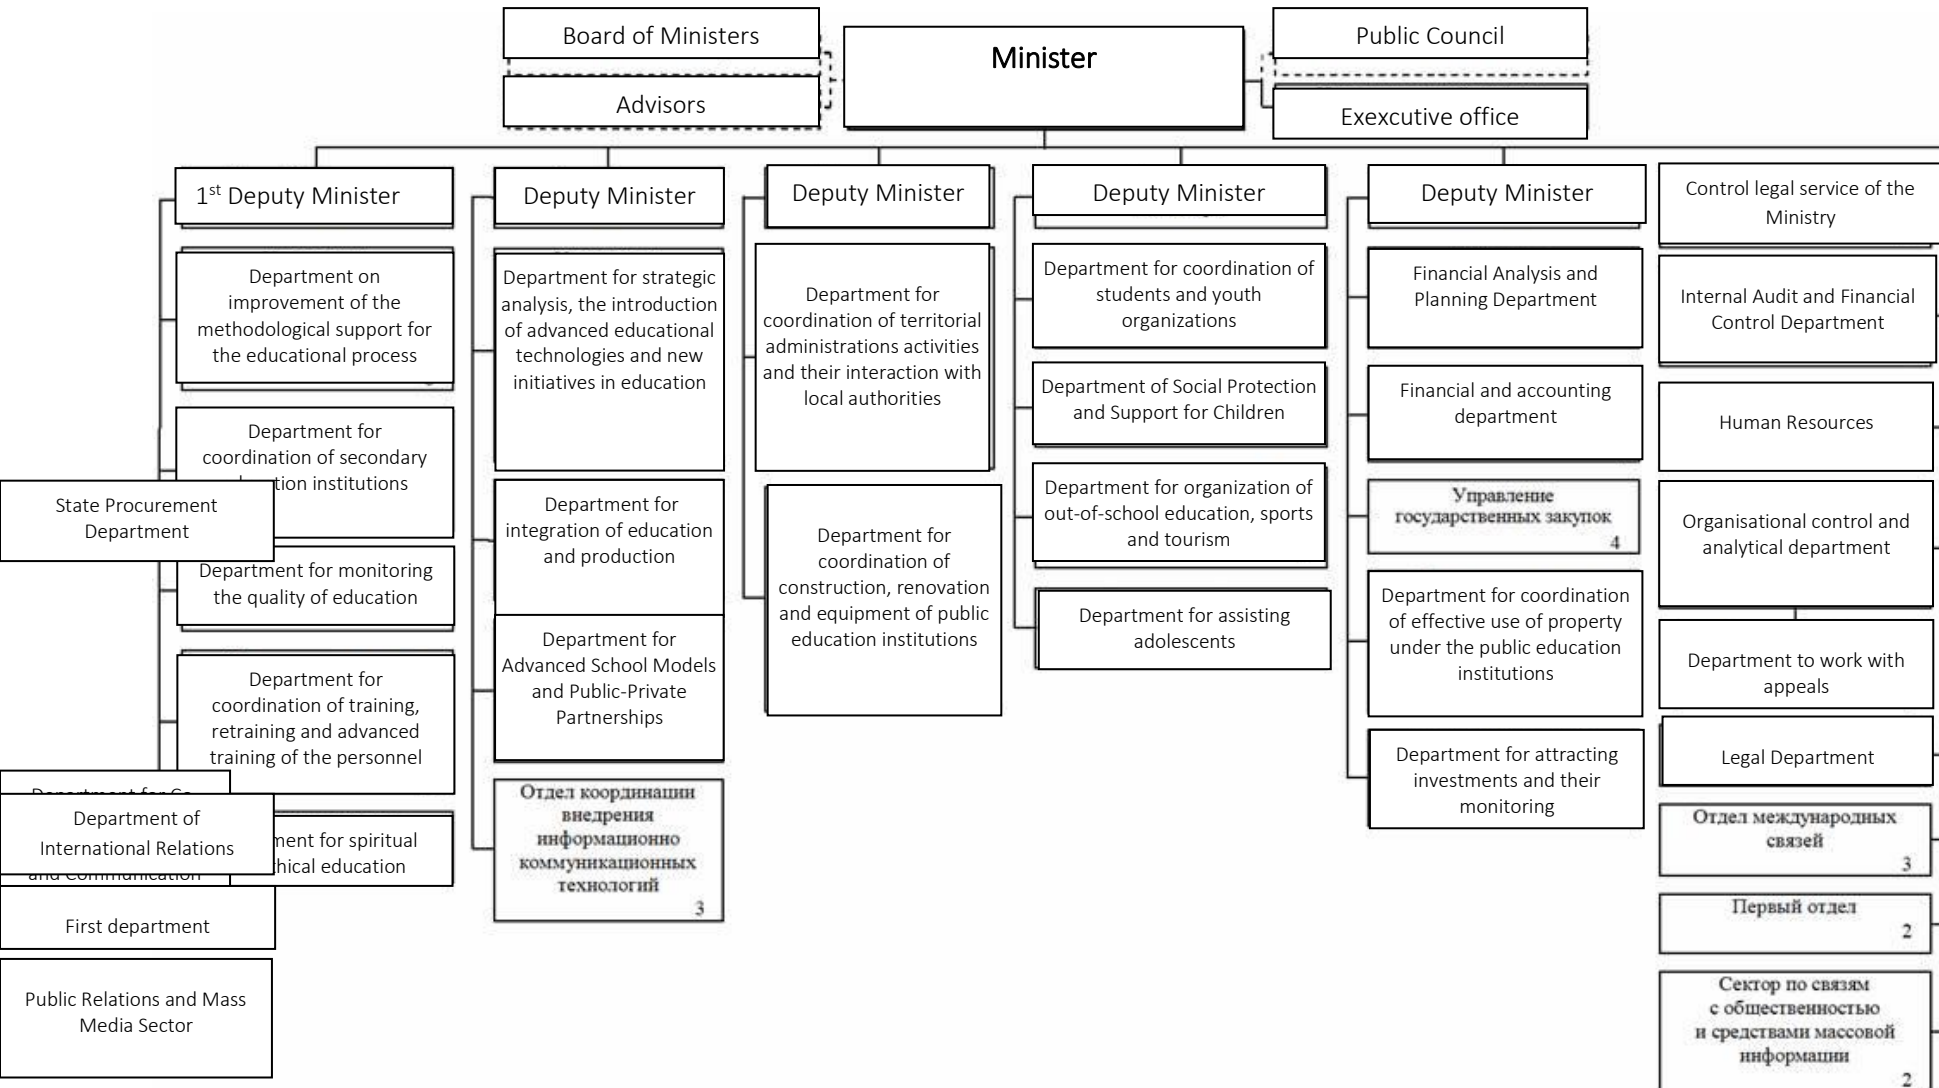 Board of Ministers
Advisors
Minister
Public Council
Exexcutive office
1st Deputy Minister
Department on
improvement of the
methodological support for
the educational process
Department for
coordination of secondary
tion institutions
State Procurement
Department
Department for monitoring
the quality of education
Department for
coordination of training,
retraining and advanced
training of the personnel
Department of
International Relations
and Communication
ment for spiritual
hical education
First department
Public Relations and Mass
Media Sector
Deputy Minister
Department for strategic
analysis, the introduction
of advanced educational
technologies and new
initiatives in education
Department for
integration of education
and production
Department for
Advanced School Models
and Public-Private
Partnerships
Отдел координации
внедрения
информационно
коммуникационных
технологий
3
Deputy Minister
Department for
coordination of territorial
administrations activities
and their interaction with
local authorities
Department for
coordination of
construction, renovation
and equipment of public
education institutions
Deputy Minister
Department for coordination of
students and youth
organizations
Department of Social Protection
and Support for Children
Department for organization of
out-of-school education, sports
and tourism
Department for assisting
adolescents
Deputy Minister
Financial Analysis and
Planning Department
Financial and accounting
department
Управление
государственных закупок
4
Department for coordination
of effective use of property
under the public education
institutions
Department for attracting
investments and their
monitoring
Control legal service of the
Ministry
Internal Audit and Financial
Control Department
Human Resources
Organisational control and
analytical department
Department to work with
appeals
Legal Department
Отдел международных
связей
3
Первый отдел
2
Сектор по связям
с общественностью
и средствами массовой
информации
2